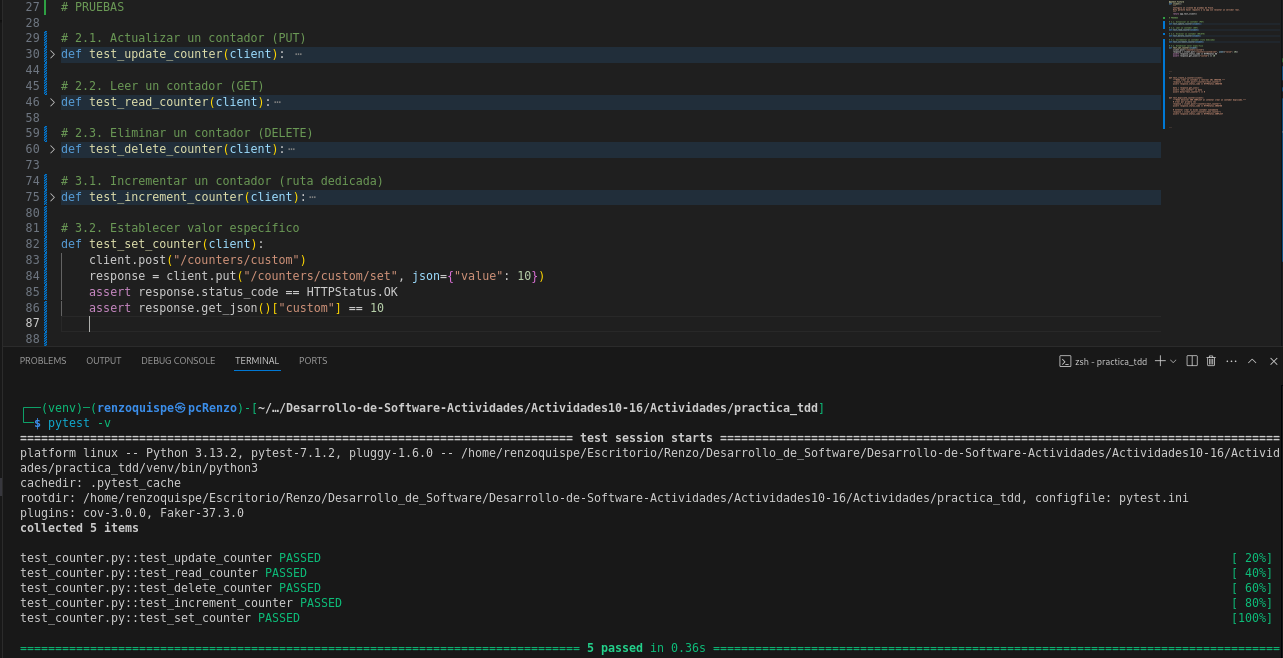 27 # PRUEBAS
28
29 # 2.1. Actualizar un contador (PUT)
30 > def test_update_counter(client): ⋯
44
45 # 2.2. Leer un contador (GET)
46 > def test_read_counter(client):⋯
58
59 # 2.3. Eliminar un contador (DELETE)
60 > def test_delete_counter(client):⋯
73
74 # 3.1. Incrementar un contador (ruta dedicada)
75 > def test_increment_counter(client):⋯
80
81 # 3.2. Establecer valor específico
82 def test_set_counter(client):
83     client.post("/counters/custom")
84     response = client.put("/counters/custom/set", json={"value": 10})
85     assert response.status_code == HTTPStatus.OK
86     assert response.get_json()["custom"] == 10
87
88
PROBLEMS OUTPUT DEBUG CONSOLE TERMINAL PORTS zsh - practica_tdd
┌──(venv)─(renzoquispe㉿pcRenzo)-[~/…/Desarrollo-de-Software-Actividades/Actividades10-16/Actividades/practica_tdd]
└─$ pytest -v
=============================================================================== test session starts ================================================================================
platform linux -- Python 3.13.2, pytest-7.1.2, pluggy-1.6.0 -- /home/renzoquispe/Escritorio/Renzo/Desarrollo_de_Software/Desarrollo-de-Software-Actividades/Actividades10-16/Activid
ades/practica_tdd/venv/bin/python3
cachedir: .pytest_cache
rootdir: /home/renzoquispe/Escritorio/Renzo/Desarrollo_de_Software/Desarrollo-de-Software-Actividades/Actividades10-16/Actividades/practica_tdd, configfile: pytest.ini
plugins: cov-3.0.0, Faker-37.3.0
collected 5 items
test_counter.py::test_update_counter PASSED [ 20%]
test_counter.py::test_read_counter PASSED [ 40%]
test_counter.py::test_delete_counter PASSED [ 60%]
test_counter.py::test_increment_counter PASSED [ 80%]
test_counter.py::test_set_counter PASSED [100%]
================================================================================ 5 passed in 0.36s =================================================================================